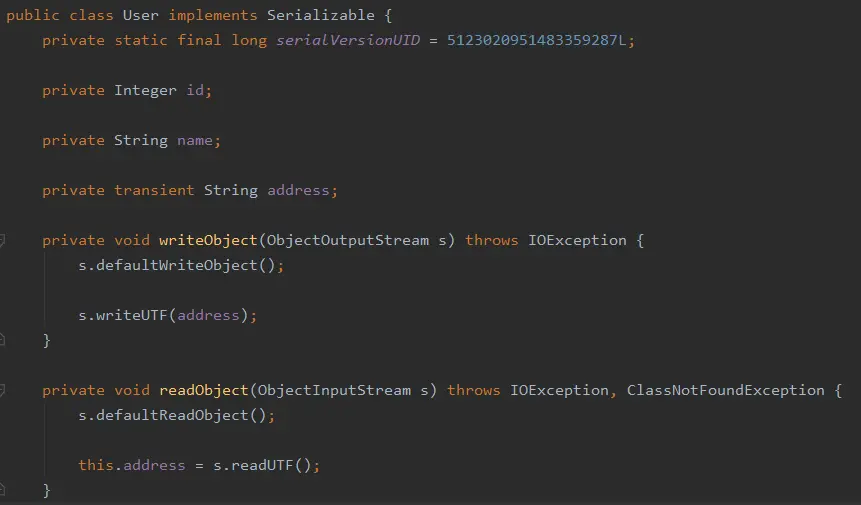 public class User implements Serializable {
    private static final long serialVersionUID = 5123020951483359287L;
    private Integer id;
    private String name;
    private transient String address;
    private void writeObject(ObjectOutputStream s) throws IOException {
        s.defaultWriteObject();
        s.writeUTF(address);
    }
    private void readObject(ObjectInputStream s) throws IOException, ClassNotFoundException {
        s.defaultReadObject();
        this.address = s.readUTF();
    }